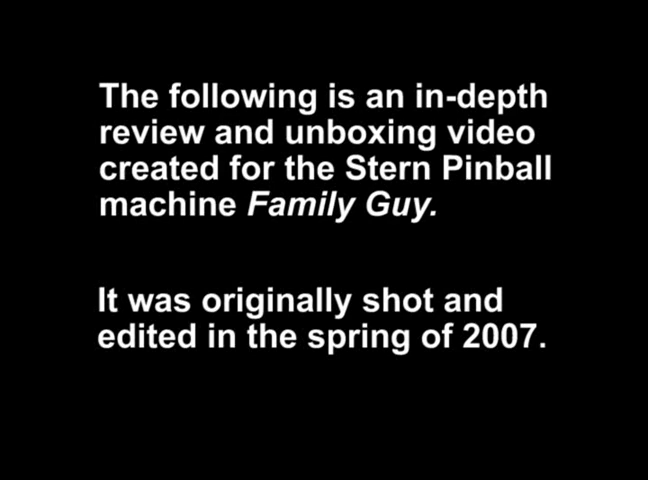 The following is an in-depth
review and unboxing video
created for the Stern Pinball
machine Family Guy.
It was originally shot and
edited in the spring of 2007.